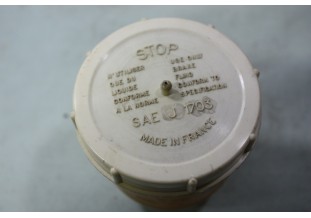 STOP
N'UTILISER
QUE DU
LIQUIDE
CONFORME
A LA NORME
USE ONLY
BRAKE
FLUID
CONFORM TO
SPECIFICATION
SAE J 1703
MADE IN FRANCE